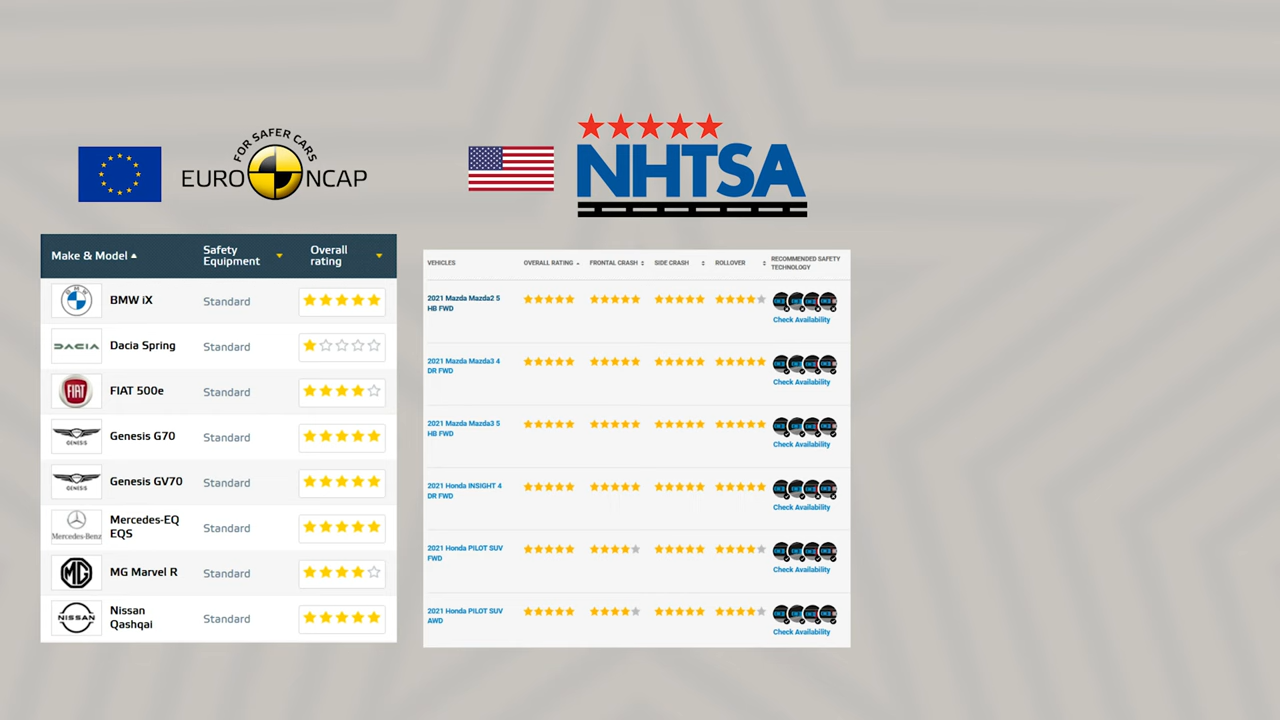 FOR SAFER CARS
EURO NCAP
NHTSA
Make & Model
Safety
Equipment
Overall
rating
BMW iX
Standard
DACIA
Dacia Spring
Standard
FIAT
FIAT 500e
Standard
GENESIS
Genesis G70
Standard
GENESIS
Genesis GV70
Standard
Mercedes-Benz
Mercedes-EQ
EQS
Standard
MG Marvel R
Standard
NISSAN
Nissan
Qashqai
Standard
VEHICLES
OVERALL RATING
FRONTAL CRASH
SIDE CRASH
ROLLOVER
RECOMMENDED SAFETY
TECHNOLOGY
2021 Mazda Mazda2 5
HB FWD
Check Availability
2021 Mazda Mazda3 4
DR FWD
Check Availability
2021 Mazda Mazda3 5
HB FWD
Check Availability
2021 Honda INSIGHT 4
DR FWD
Check Availability
2021 Honda PILOT SUV
FWD
Check Availability
2021 Honda PILOT SUV
AWD
Check Availability